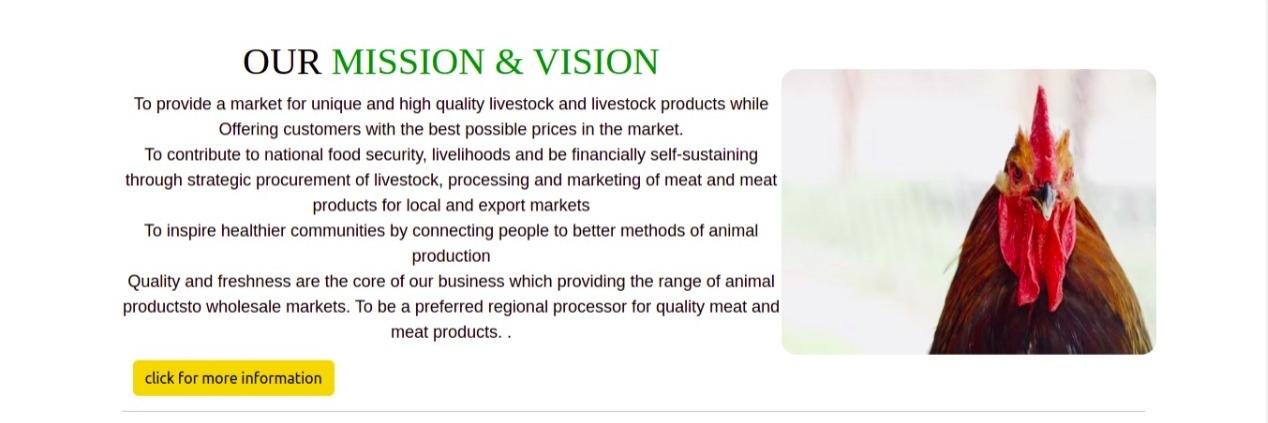 OUR MISSION & VISION
To provide a market for unique and high quality livestock and livestock products while
Offering customers with the best possible prices in the market.
To contribute to national food security, livelihoods and be financially self-sustaining
through strategic procurement of livestock, processing and marketing of meat and meat
products for local and export markets
To inspire healthier communities by connecting people to better methods of animal
production
Quality and freshness are the core of our business which providing the range of animal
productsto wholesale markets. To be a preferred regional processor for quality meat and
meat products. .
click for more information